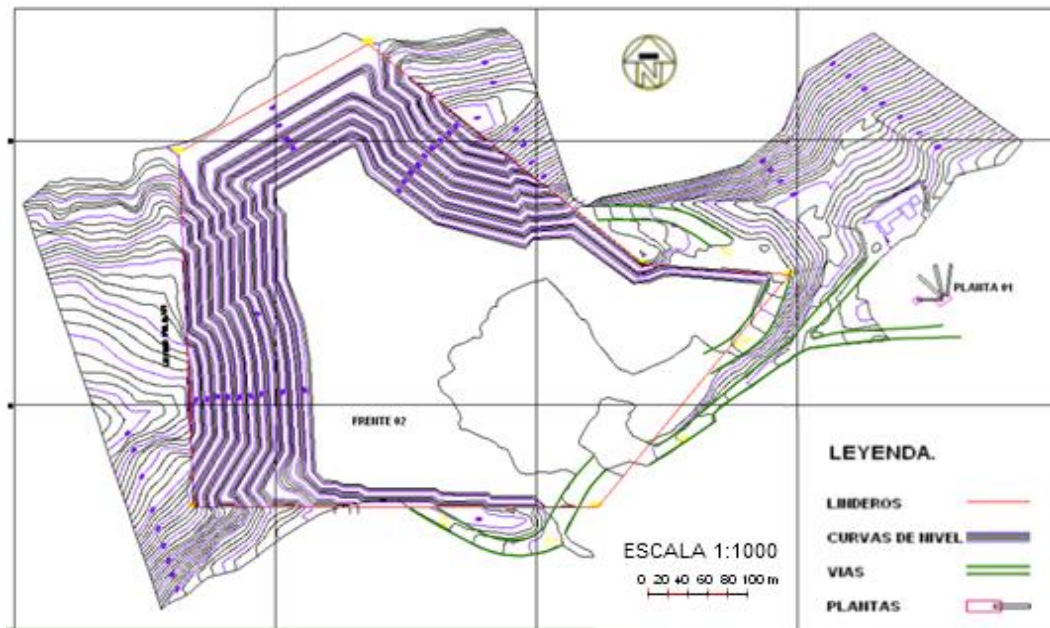 N
PLANTA 01
FRENTE 02
LEYENDA.
LINDEROS
CURVAS DE NIVEL
VIAS
PLANTAS
ESCALA 1:1000
0 20 40 60 80 100 m